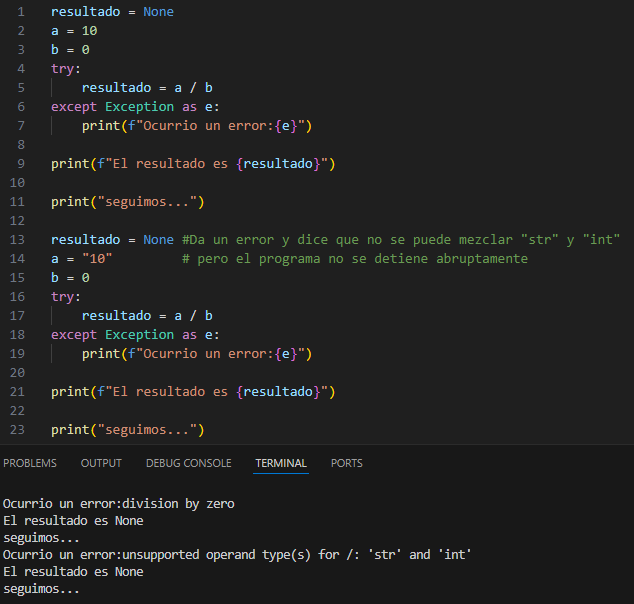 1 resultado = None
2 a = 10
3 b = 0
4 try:
5     resultado = a / b
6 except Exception as e:
7     print(f"Ocurrio un error:{e}")
8
9 print(f"El resultado es {resultado}")
10
11 print("seguimos...")
12
13 resultado = None #Da un error y dice que no se puede mezclar "str" y "int"
14 a = "10"         # pero el programa no se detiene abruptamente
15 b = 0
16 try:
17     resultado = a / b
18 except Exception as e:
19     print(f"Ocurrio un error:{e}")
20
21 print(f"El resultado es {resultado}")
22
23 print("seguimos...")
PROBLEMS OUTPUT DEBUG CONSOLE TERMINAL PORTS
Ocurrio un error:division by zero
El resultado es None
seguimos...
Ocurrio un error:unsupported operand type(s) for /: 'str' and 'int'
El resultado es None
seguimos...